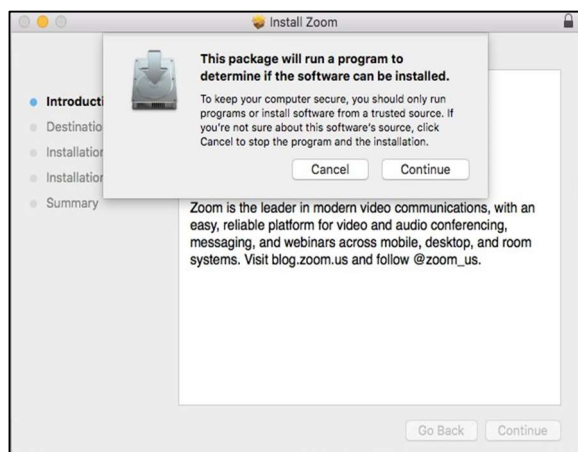 Install Zoom
This package will run a program to
determine if the software can be installed.
To keep your computer secure, you should only run
programs or install software from a trusted source. If
you're not sure about this software's source, click
Cancel to stop the program and the installation.
Cancel
Continue
Introducti
Destinatio
Installation
Installation
Summary
Zoom is the leader in modern video communications, with an
easy, reliable platform for video and audio conferencing,
messaging, and webinars across mobile, desktop, and room
systems. Visit blog.zoom.us and follow @zoom_us.
Go Back
Continue